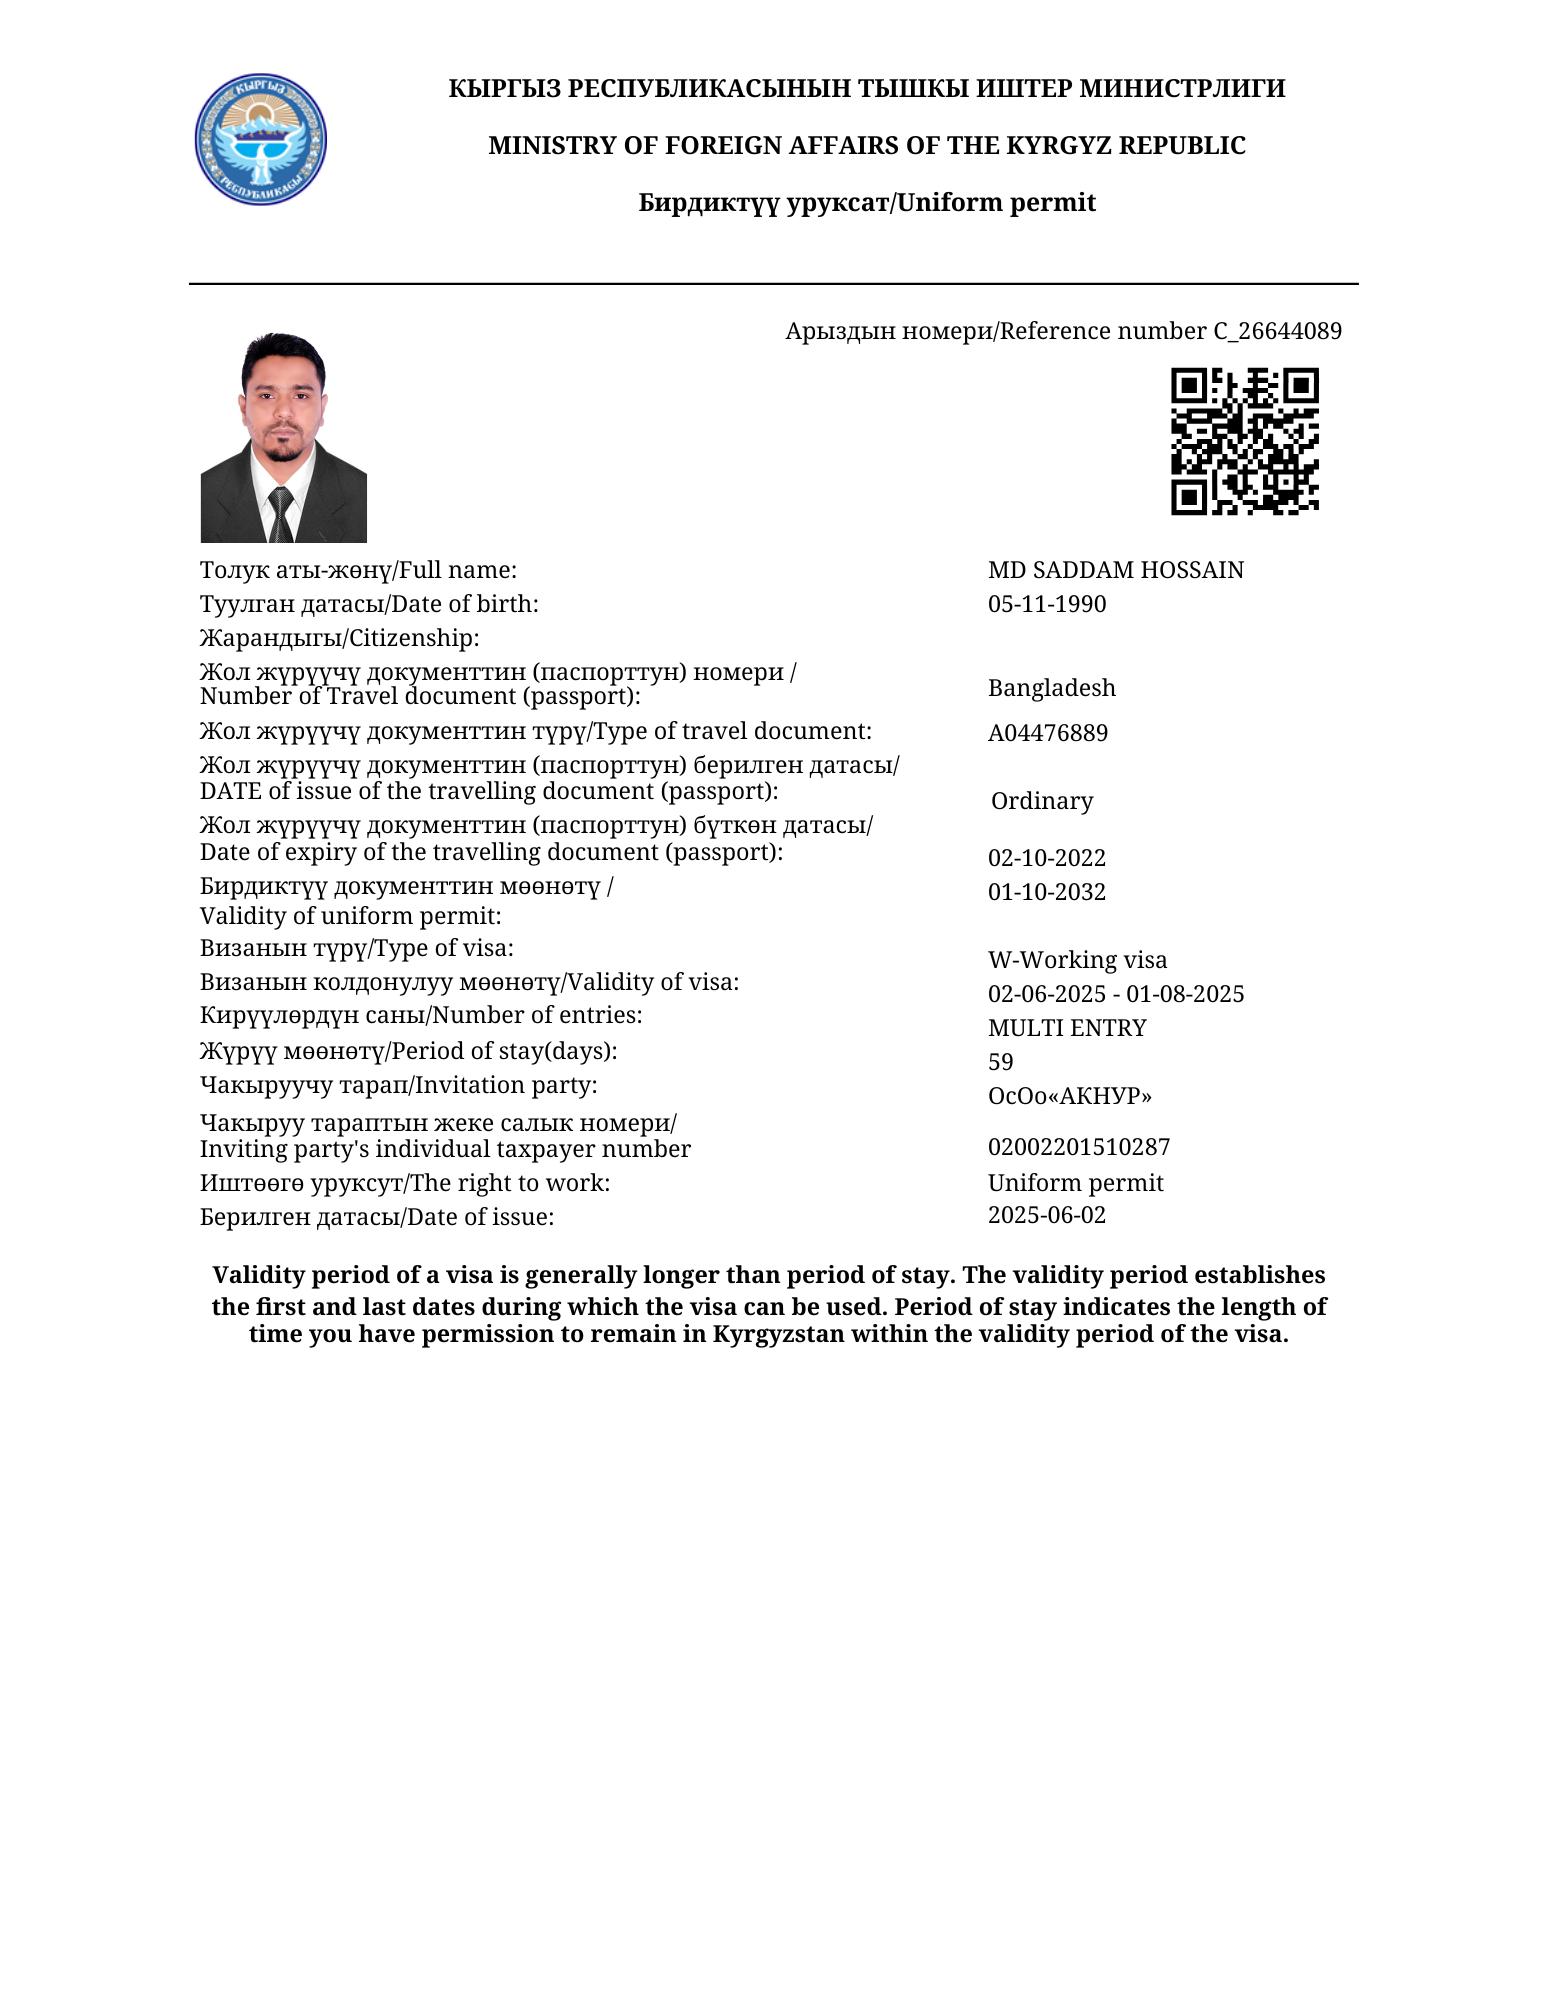 КЫРГЫЗ
РЕСПУБЛИКАСЫ
КЫРГЫЗ РЕСПУБЛИКАСЫНЫН ТЫШКЫ ИШТЕР МИНИСТРЛИГИ
MINISTRY OF FOREIGN AFFAIRS OF THE KYRGYZ REPUBLIC
Бирдиктүү уруксат/Uniform permit
Арыздын номери/Reference number C_26644089
Толук аты-жөнү/Full name: MD SADDAM HOSSAIN
Туулган датасы/Date of birth: 05-11-1990
Жарандыгы/Citizenship:
Жол жүрүүчү документтин (паспорттун) номери /
Number of Travel document (passport): Bangladesh
Жол жүрүүчү документтин түрү/Type of travel document: A04476889
Жол жүрүүчү документтин (паспорттун) берилген датасы/
DATE of issue of the travelling document (passport): Ordinary
Жол жүрүүчү документтин (паспорттун) бүткөн датасы/
Date of expiry of the travelling document (passport): 02-10-2022
Бирдиктүү документтин мөөнөтү / 01-10-2032
Validity of uniform permit:
Визанын түрү/Type of visa: W-Working visa
Визанын колдонулуу мөөнөтү/Validity of visa: 02-06-2025 - 01-08-2025
Кирүүлөрдүн саны/Number of entries: MULTI ENTRY
Жүрүү мөөнөтү/Period of stay(days): 59
Чакыруучу тарап/Invitation party: ОсОо«АКНУР»
Чакыруу тараптын жеке салык номери/
Inviting party's individual taxpayer number 02002201510287
Иштөөгө уруксут/The right to work: Uniform permit
Берилген датасы/Date of issue: 2025-06-02
Validity period of a visa is generally longer than period of stay. The validity period establishes
the first and last dates during which the visa can be used. Period of stay indicates the length of
time you have permission to remain in Kyrgyzstan within the validity period of the visa.